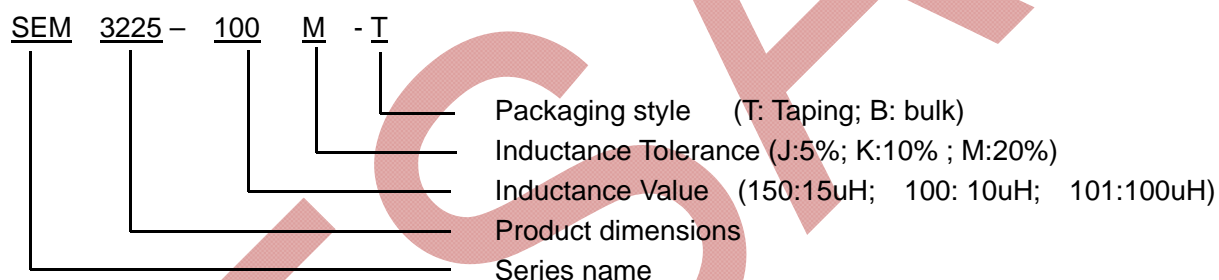 SEM 3225 – 100 M - T
Packaging style (T: Taping; B: bulk)
Inductance Tolerance (J:5%; K:10% ; M:20%)
Inductance Value (150:15uH; 100: 10uH; 101:100uH)
Product dimensions
Series name